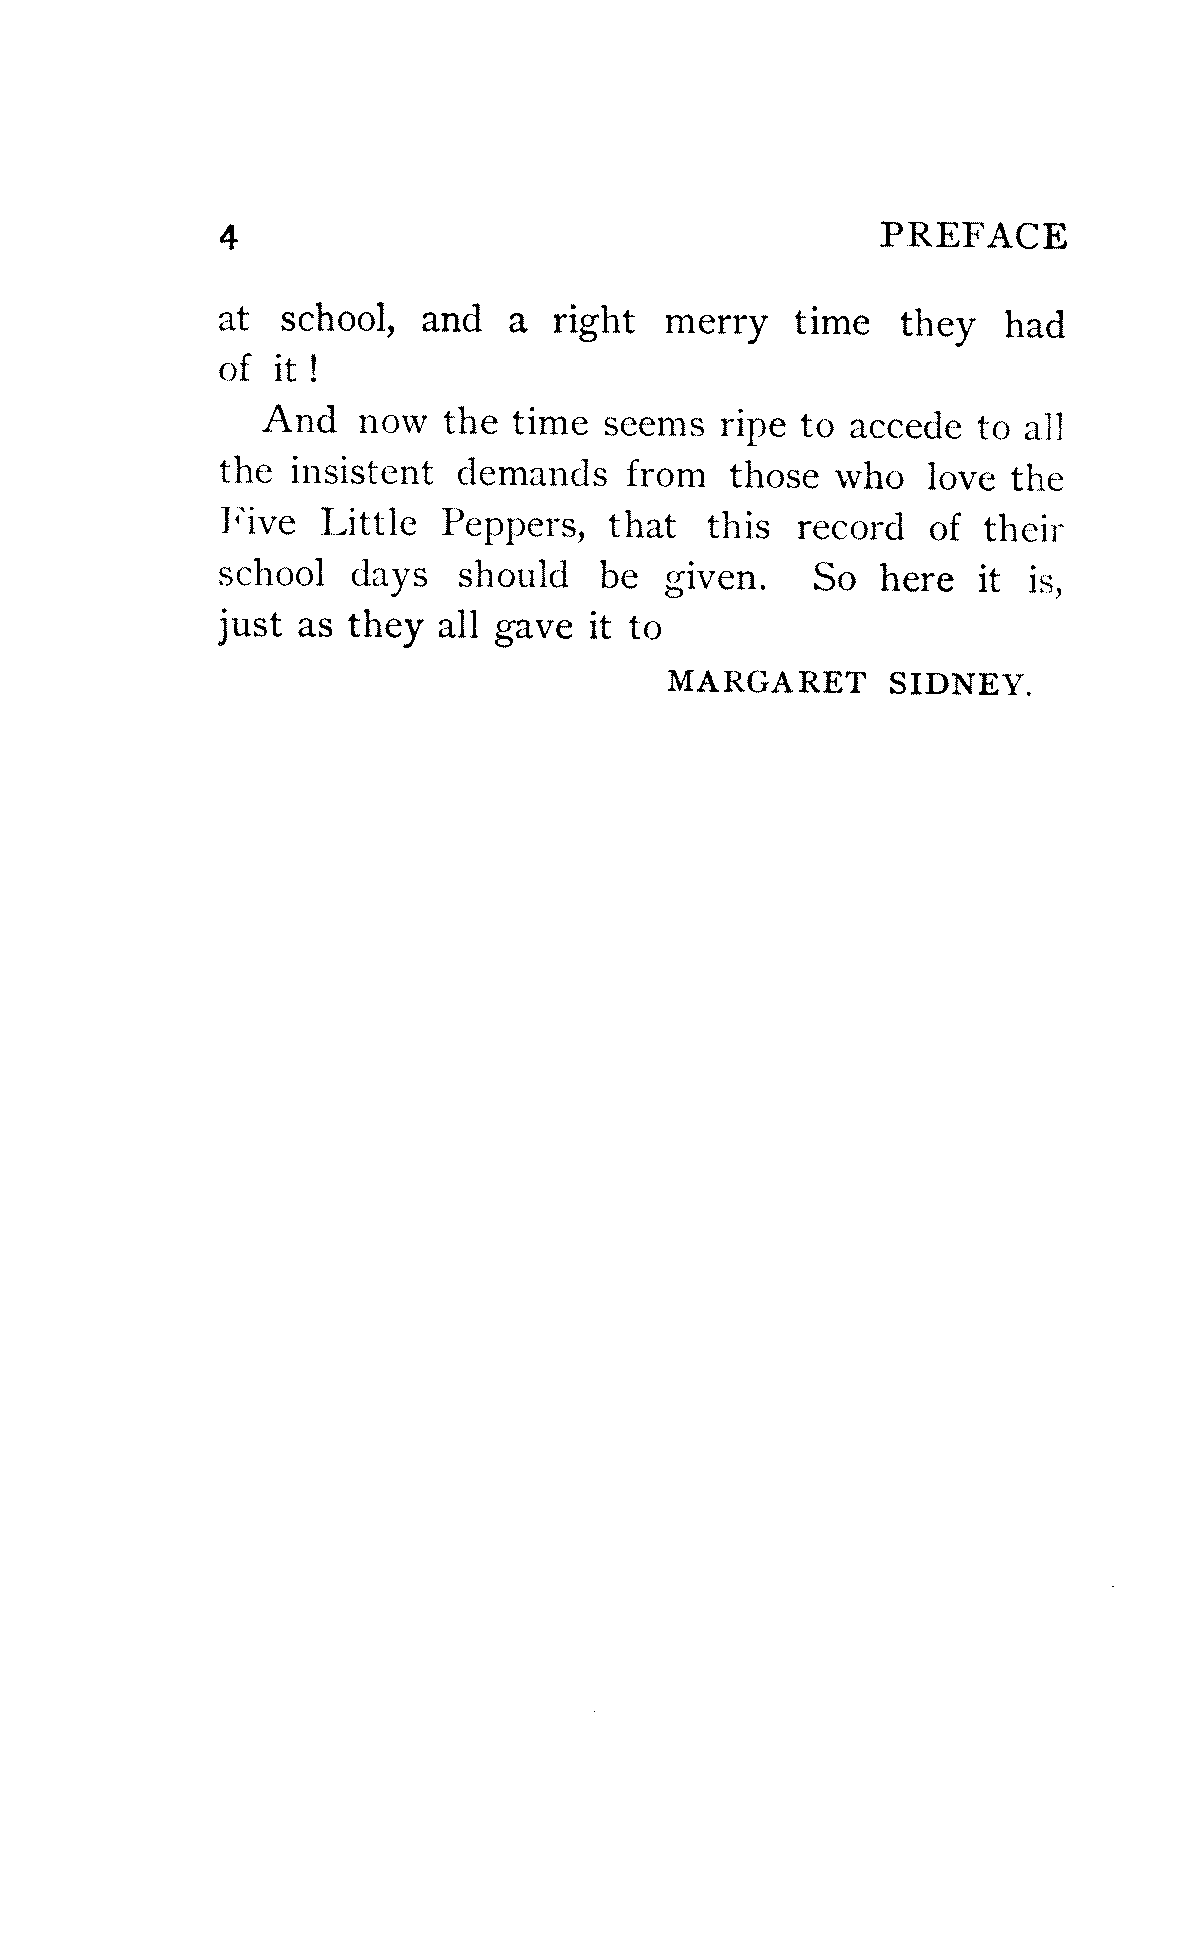 4 PREFACE
at school, and a right merry time they had
of it !
And now the time seems ripe to accede to all
the insistent demands from those who love the
Five Little Peppers, that this record of their
school days should be given. So here it is,
just as they all gave it to
MARGARET SIDNEY.